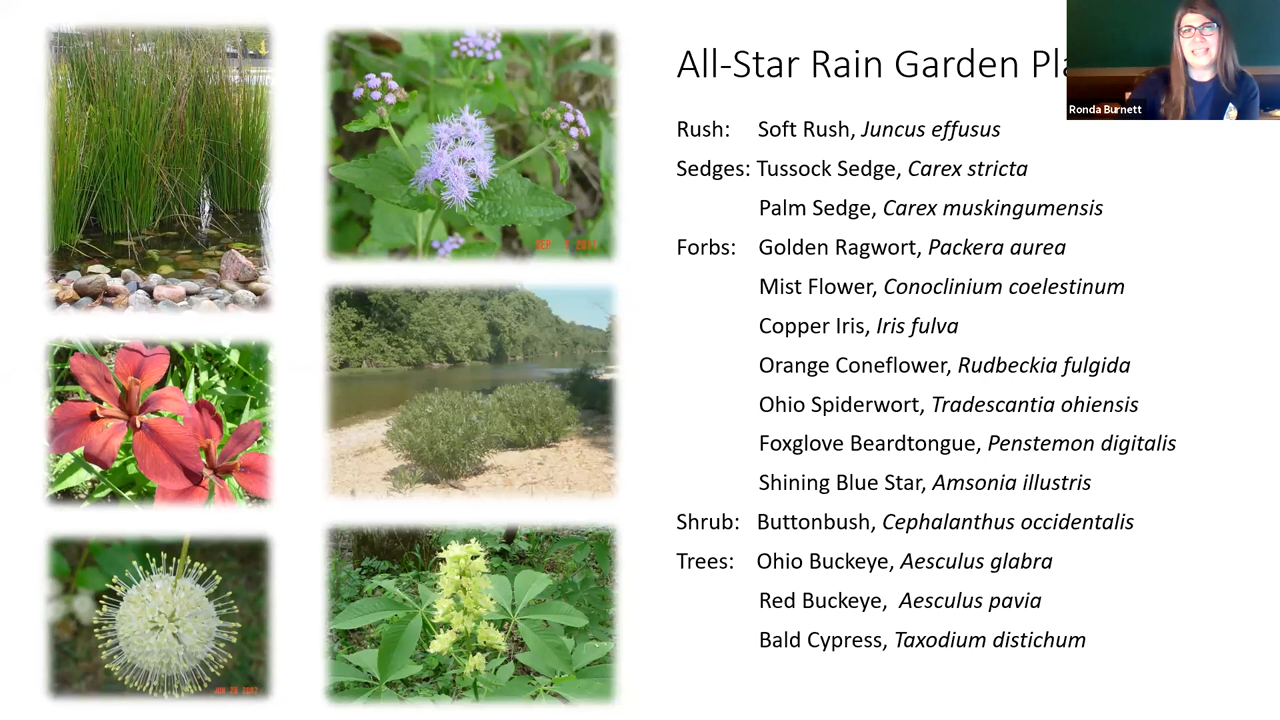 All-Star Rain Garden
Ronda Burnett
Rush: Soft Rush, Juncus effusus
Sedges: Tussock Sedge, Carex stricta
Palm Sedge, Carex muskingumensis
Forbs: Golden Ragwort, Packera aurea
Mist Flower, Conoclinium coelestinum
Copper Iris, Iris fulva
Orange Coneflower, Rudbeckia fulgida
Ohio Spiderwort, Tradescantia ohiensis
Foxglove Beardtongue, Penstemon digitalis
Shining Blue Star, Amsonia illustris
Shrub: Buttonbush, Cephalanthus occidentalis
Trees: Ohio Buckeye, Aesculus glabra
Red Buckeye, Aesculus pavia
Bald Cypress, Taxodium distichum